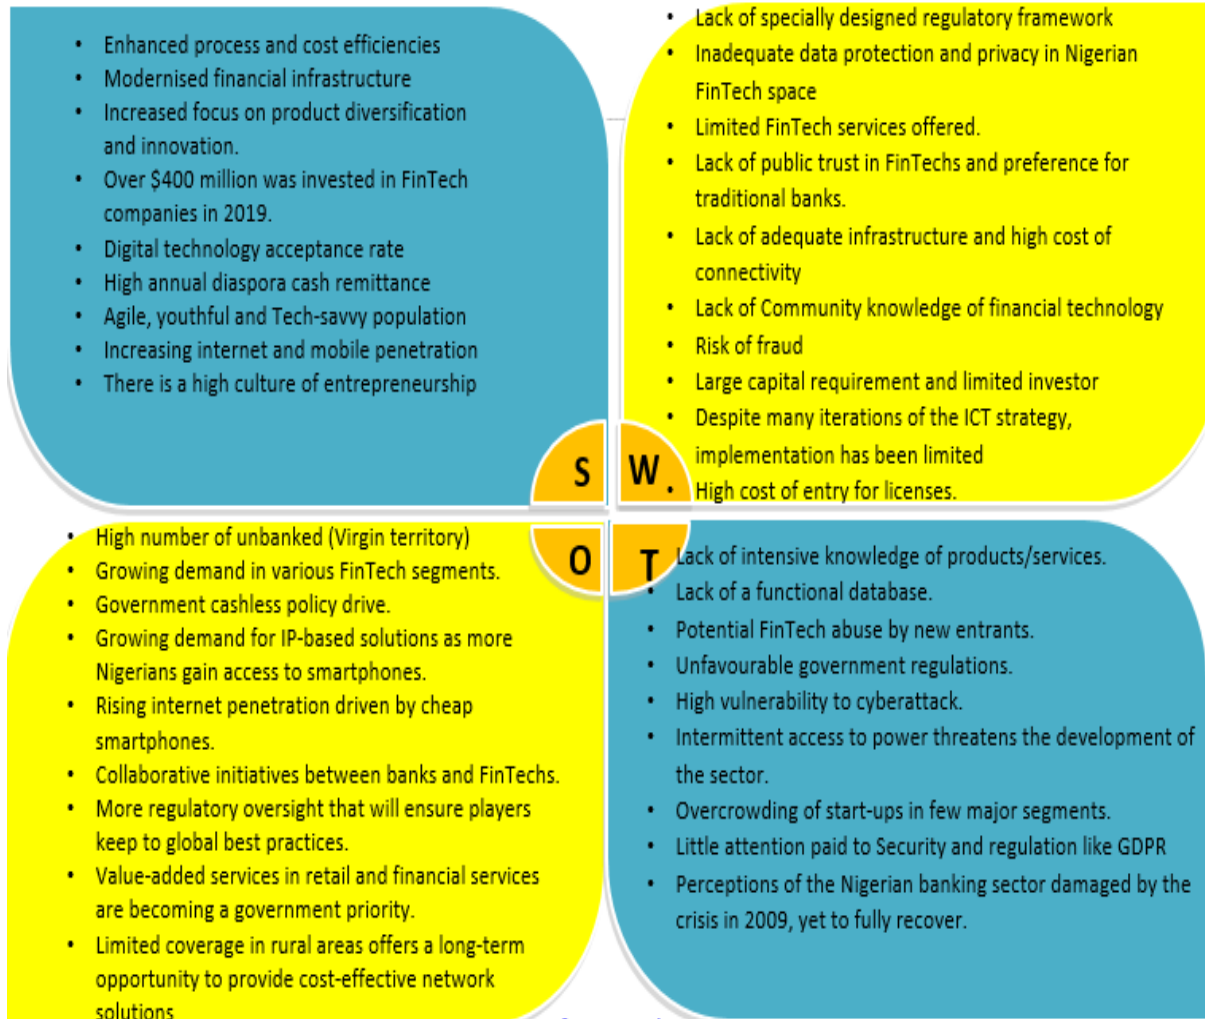 • Enhanced process and cost efficiencies
• Modernised financial infrastructure
• Increased focus on product diversification
and innovation.
• Over $400 million was invested in FinTech
companies in 2019.
• Digital technology acceptance rate
• High annual diaspora cash remittance
• Agile, youthful and Tech-savvy population
• Increasing internet and mobile penetration
• There is a high culture of entrepreneurship
S
• Lack of specially designed regulatory framework
• Inadequate data protection and privacy in Nigerian
FinTech space
• Limited FinTech services offered.
• Lack of public trust in FinTechs and preference for
traditional banks.
• Lack of adequate infrastructure and high cost of
connectivity
• Lack of Community knowledge of financial technology
• Risk of fraud
• Large capital requirement and limited investor
• Despite many iterations of the ICT strategy,
implementation has been limited
• High cost of entry for licenses.
W
• High number of unbanked (Virgin territory)
• Growing demand in various FinTech segments.
• Government cashless policy drive.
• Growing demand for IP-based solutions as more
Nigerians gain access to smartphones.
• Rising internet penetration driven by cheap
smartphones.
• Collaborative initiatives between banks and FinTechs.
• More regulatory oversight that will ensure players
keep to global best practices.
• Value-added services in retail and financial services
are becoming a government priority.
• Limited coverage in rural areas offers a long-term
opportunity to provide cost-effective network
solutions
O
T
Lack of intensive knowledge of products/services.
• Lack of a functional database.
• Potential FinTech abuse by new entrants.
• Unfavourable government regulations.
• High vulnerability to cyberattack.
• Intermittent access to power threatens the development of
the sector.
• Overcrowding of start-ups in few major segments.
• Little attention paid to Security and regulation like GDPR
• Perceptions of the Nigerian banking sector damaged by the
crisis in 2009, yet to fully recover.